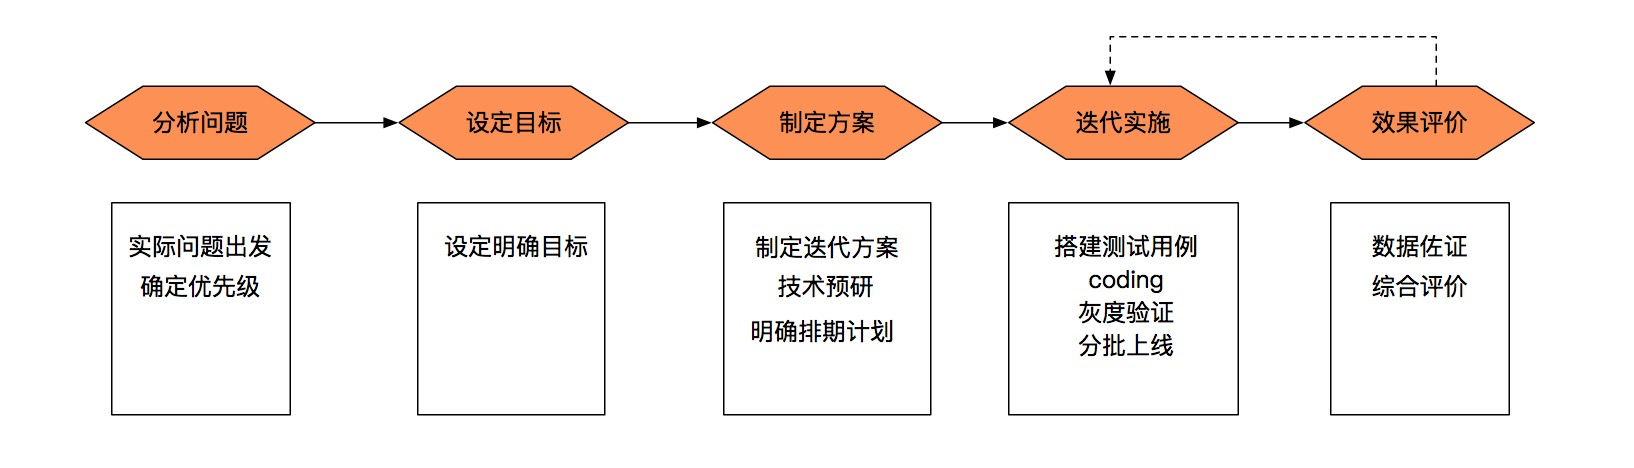 分析问题
设定目标
制定方案
迭代实施
效果评价
实际问题出发
确定优先级
设定明确目标
制定迭代方案
技术预研
明确排期计划
搭建测试用例
coding
灰度验证
分批上线
数据佐证
综合评价